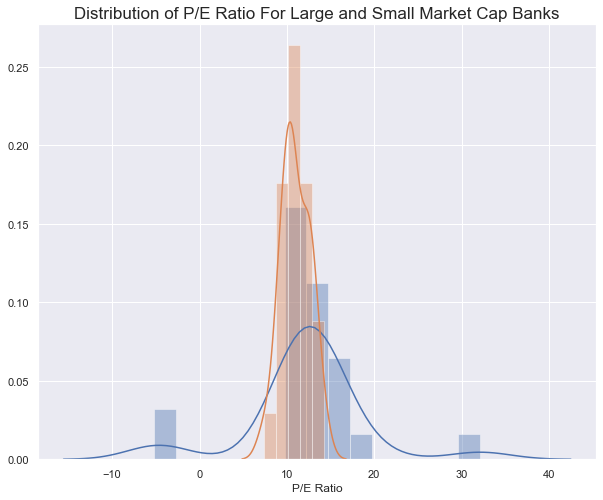 Distribution of P/E Ratio For Large and Small Market Cap Banks
0.25
0.20
0.15
0.10
0.05
0.00
−10 0 10 20 30 40
P/E Ratio